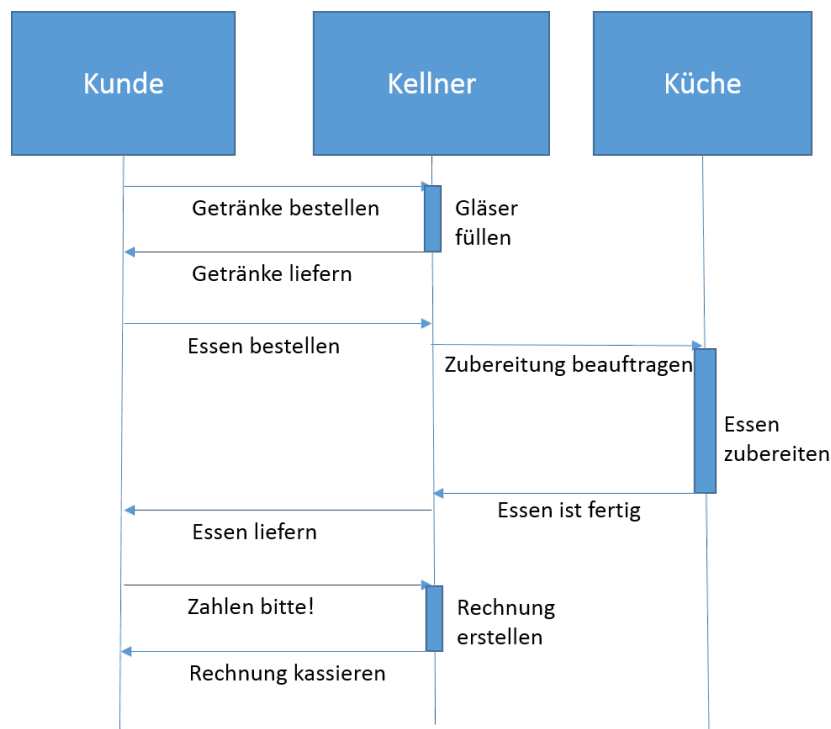 Kunde
Kellner
Küche
Getränke bestellen
Gläser
füllen
Getränke liefern
Essen bestellen
Zubereitung beauftragen
Essen
zubereiten
Essen ist fertig
Essen liefern
Zahlen bitte!
Rechnung
erstellen
Rechnung kassieren